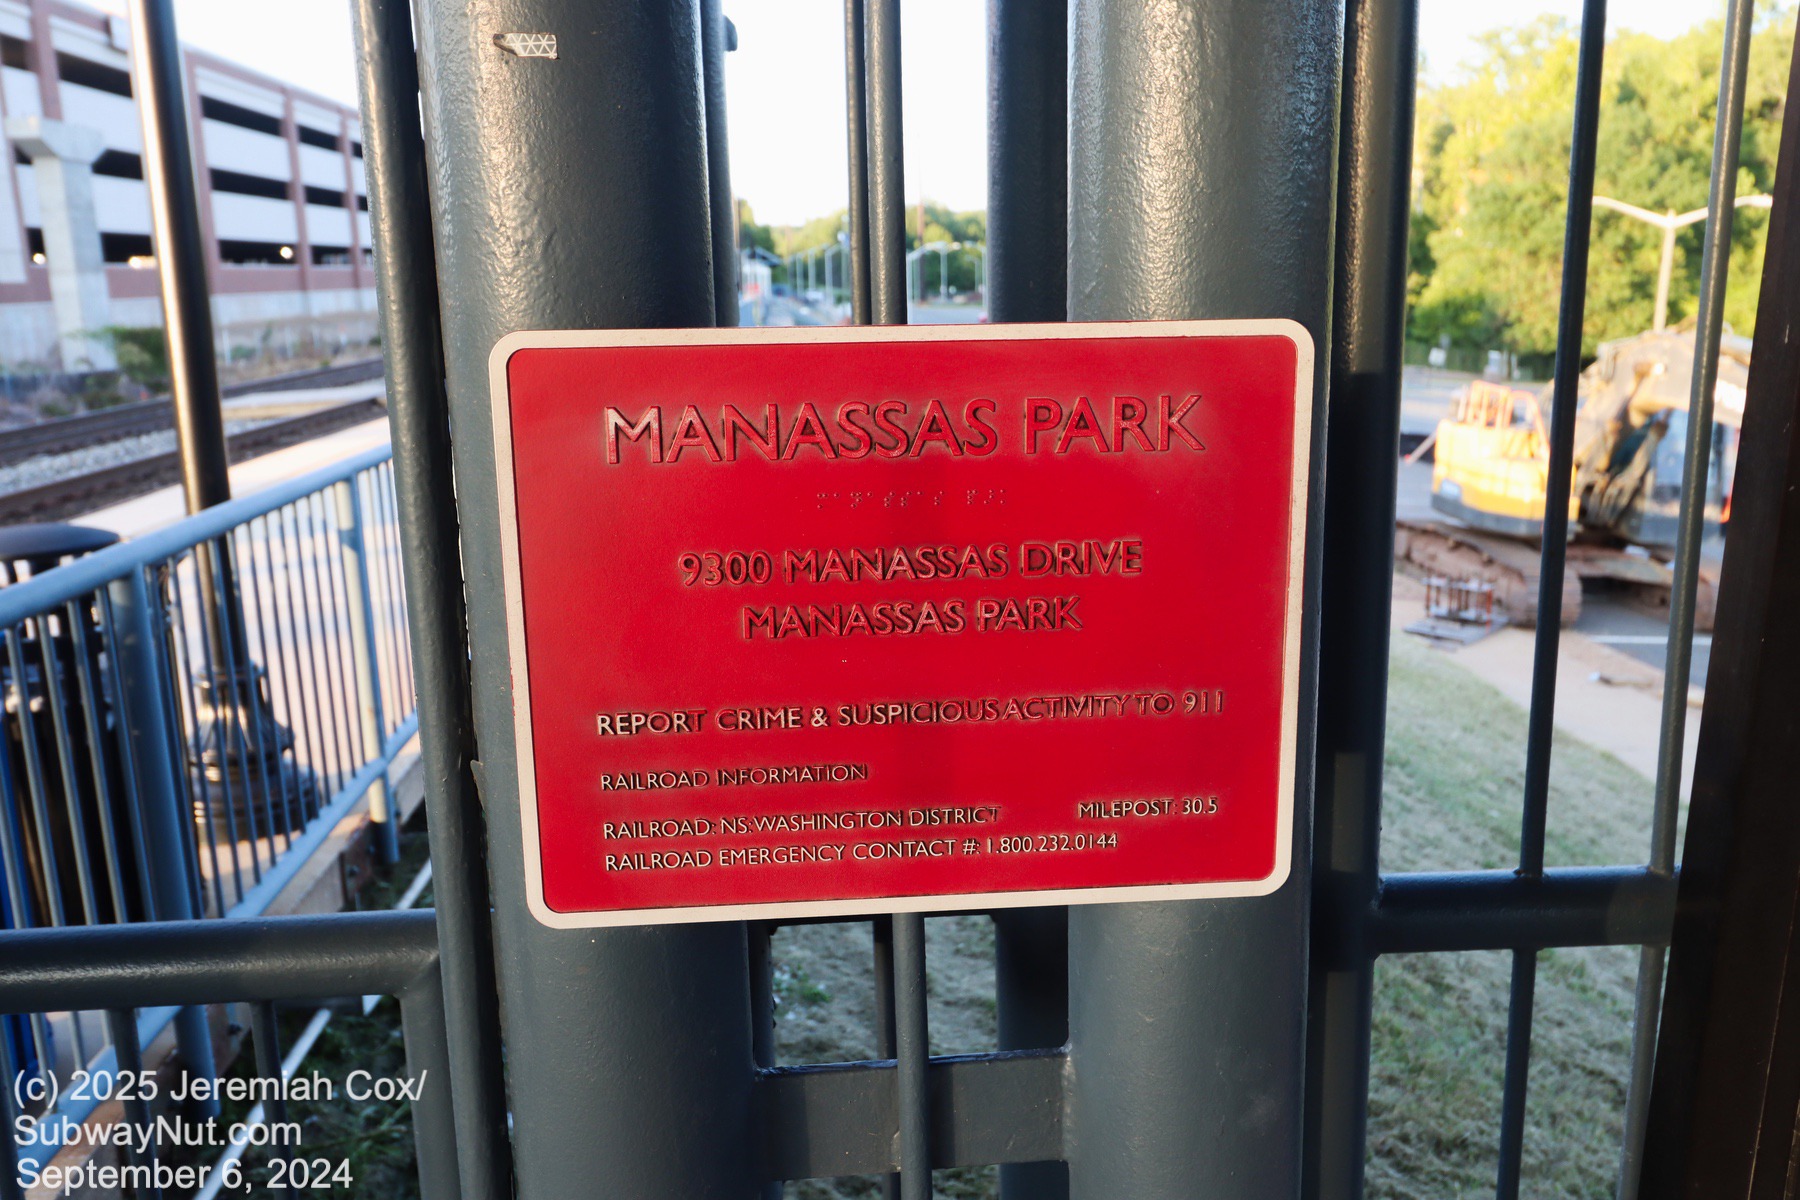 MANASSAS PARK
9300 MANASSAS DRIVE
MANASSAS PARK
REPORT CRIME & SUSPICIOUS ACTIVITY TO 911
RAILROAD INFORMATION
RAILROAD: NS:WASHINGTON DISTRICT MILEPOST: 30.5
RAILROAD EMERGENCY CONTACT #: 1.800.232.0144
(c) 2025 Jeremiah Cox/
SubwayNut.com
September 6, 2024